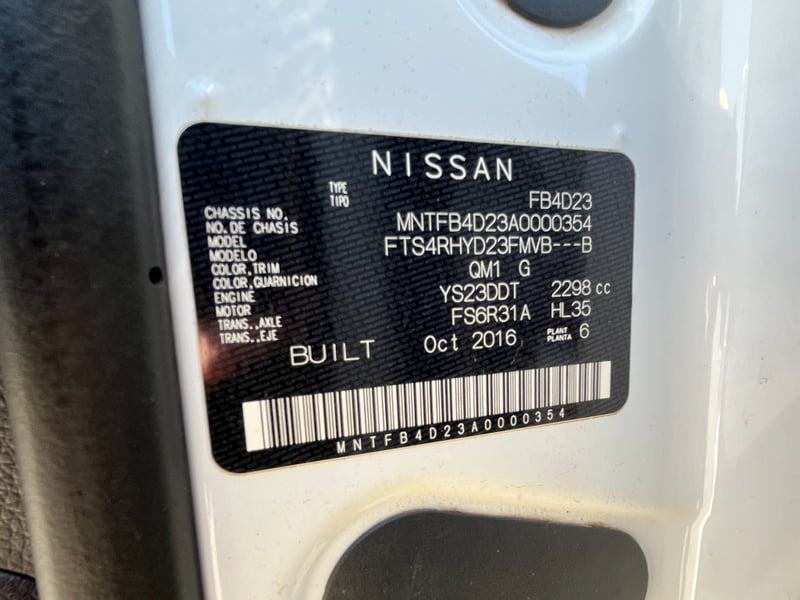 NISSAN
TYPE
TIPO FB4D23
CHASSIS NO.
NO. DE CHASIS MNTFB4D23A0000354
MODEL
MODELO FTS4RHYD23FMVB---B
COLOR, TRIM
COLOR, GUARNICION QM1 G
ENGINE
MOTOR YS23DDT 2298 cc
TRANS., AXLE
TRANS., EJE FS6R31A HL35
BUILT Oct 2016 PLANT PLANTA 6
MNTFB4D23A0000354